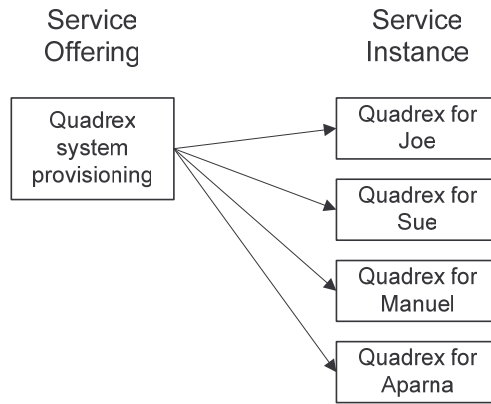 Service
Offering
Service
Instance
Quadrex
system
provisioning
Quadrex for
Joe
Quadrex for
Sue
Quadrex for
Manuel
Quadrex for
Aparna